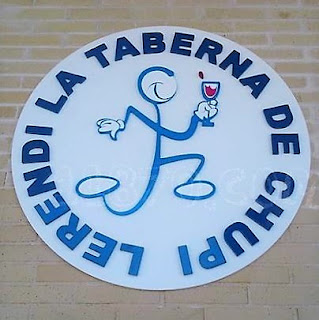 LA TABERNA DE CHUPI LERENDI